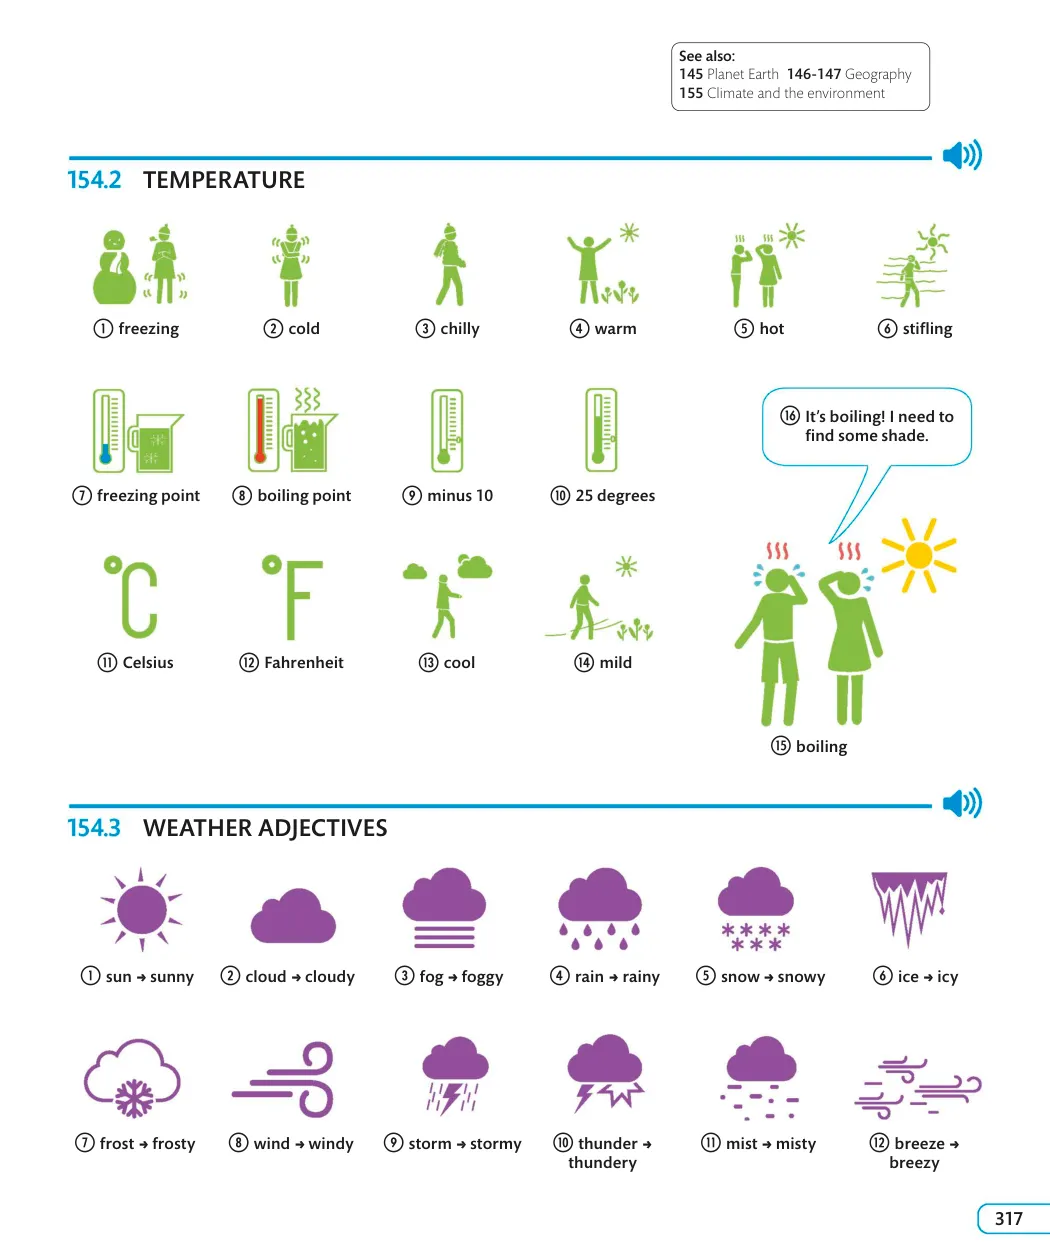 See also:
145 Planet Earth 146-147 Geography
155 Climate and the environment
154.2 TEMPERATURE
1 freezing
2 cold
3 chilly
4 warm
5 hot
6 stifling
7 freezing point
8 boiling point
9 minus 10
10 25 degrees
16 It's boiling! I need to
find some shade.
°C
°F
11 Celsius
12 Fahrenheit
13 cool
14 mild
15 boiling
154.3 WEATHER ADJECTIVES
1 sun → sunny
2 cloud → cloudy
3 fog → foggy
4 rain → rainy
5 snow → snowy
6 ice → icy
7 frost → frosty
8 wind → windy
9 storm → stormy
10 thunder →
thundery
11 mist → misty
12 breeze →
breezy
317